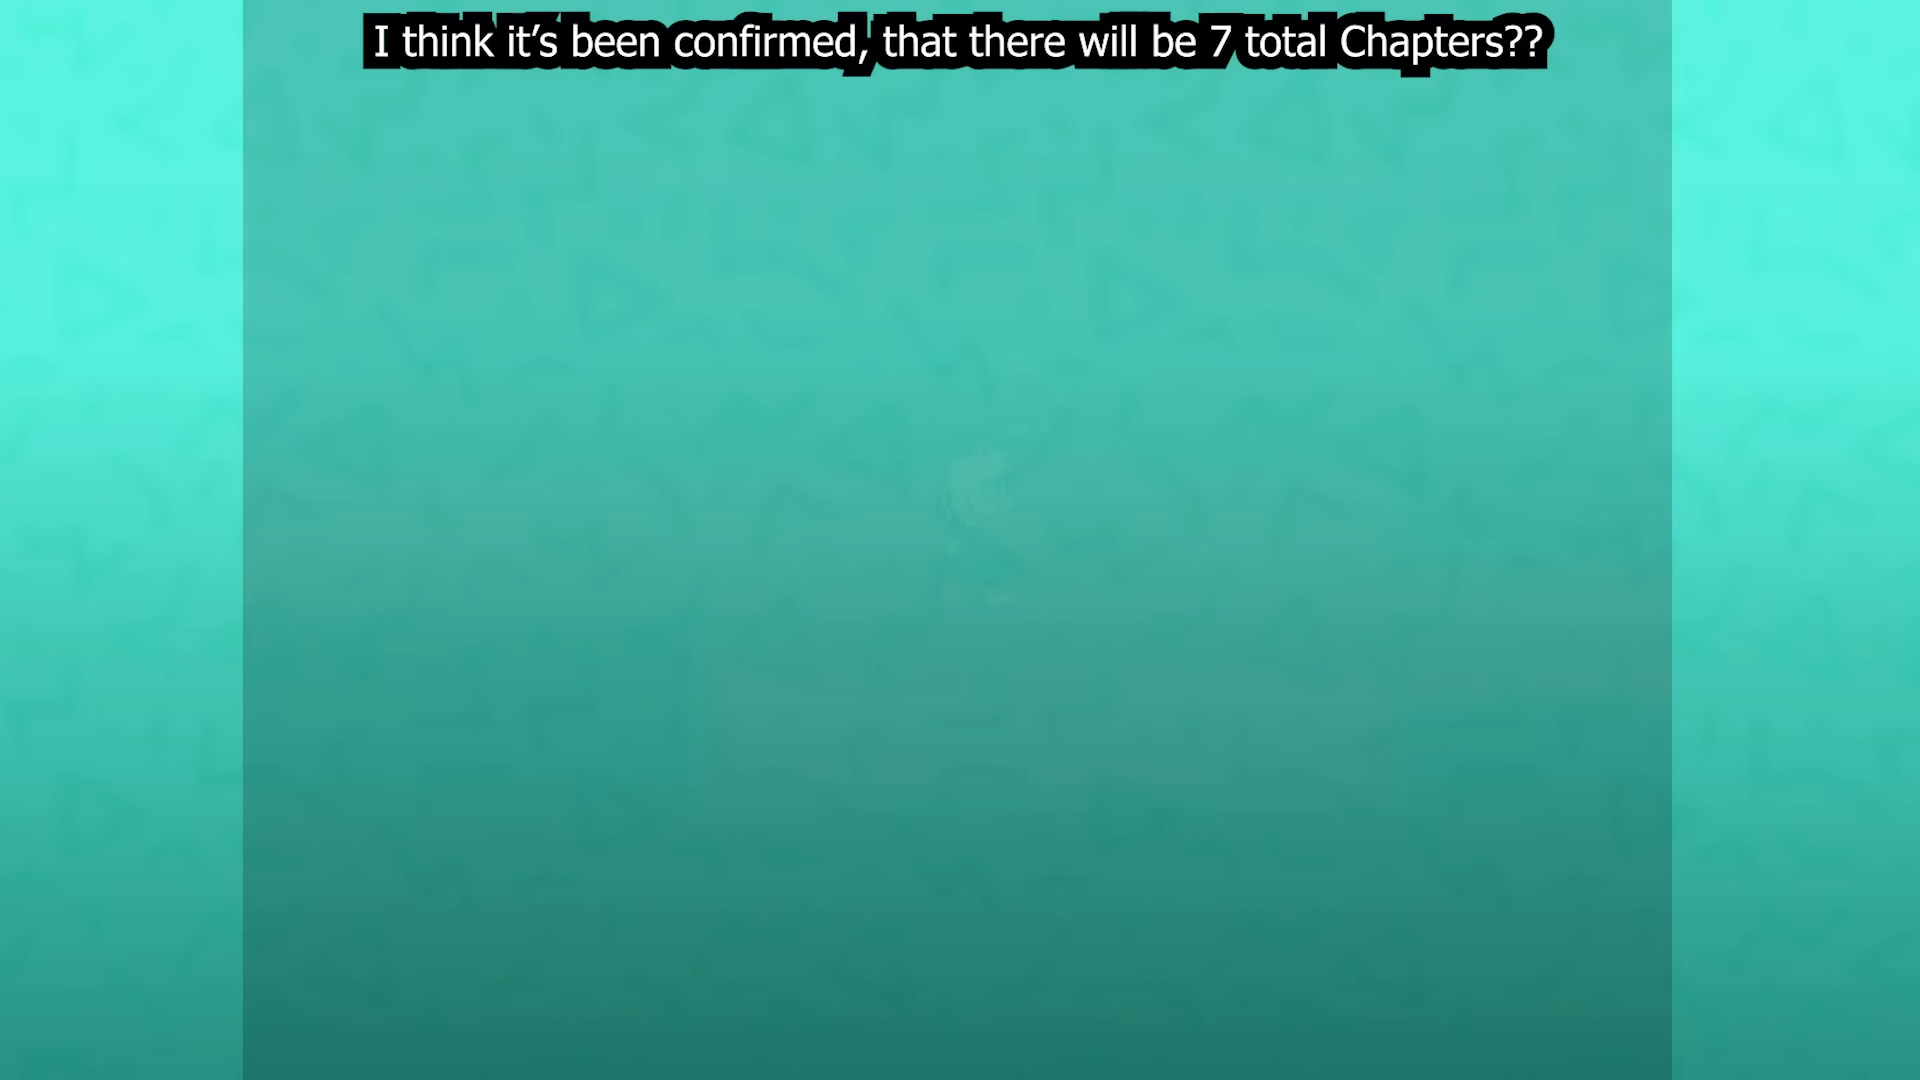 I think it’s been confirmed, that there will be 7 total Chapters??